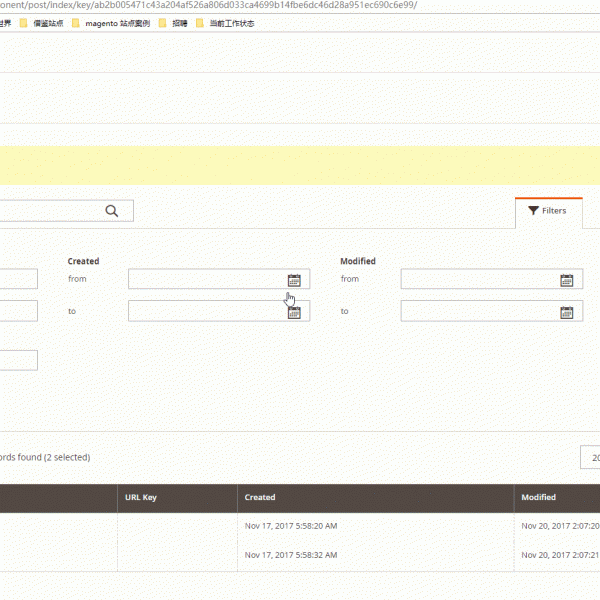 onent/post/index/key/ab2b005471c43a204af526a806d033ca4699b14fbe6dc46d28a951ec690c6e99/
世界 借鉴站点 magento 站点案例 招聘 当前工作状态
Filters
Created Modified
from from
to to
ords found (2 selected) 20
URL Key Created Modified
Nov 17, 2017 5:58:20 AM Nov 20, 2017 2:07:20
Nov 17, 2017 5:58:32 AM Nov 20, 2017 2:07:21